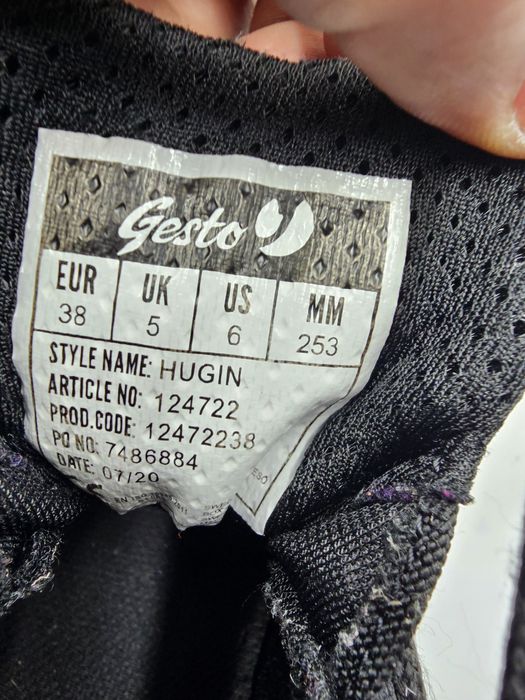 Gesto
EUR UK US MM
38 5 6 253
STYLE NAME: HUGIN
ARTICLE NO: 124722
PROD.CODE: 12472238
PO NO: 7486884
DATE: 07/20